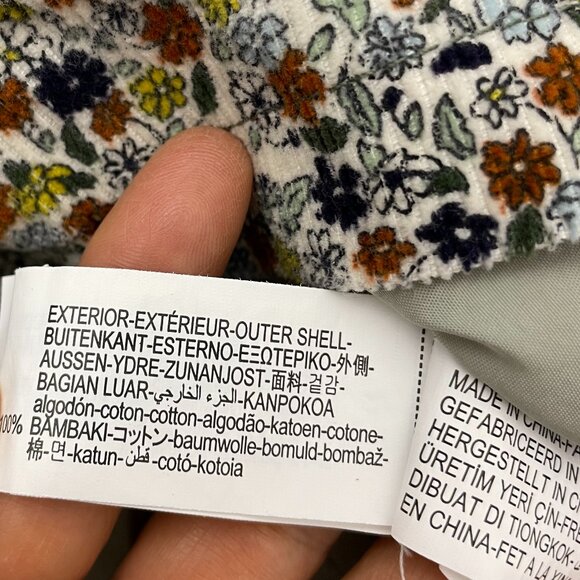 EXTERIOR-EXTÉRIEUR-OUTER SHELL-
BUITENKANT-ESTERNO-ΕΞΩΤΕΡΙΚΟ-外側-
AUSSEN-YDRE-ZUNANJOST-面料-겉감-
BAGIAN LUAR-الجزء الخارجي-KANPOKOA
algodón-coton-cotton-algodão-katoen-cotone-
100% BAMBAKI-コットン-baumwolle-bomuld-bombaž-
棉-면-katun-قطن-cotó-kotoia
MADE IN CHINA-FA
GEFABRICEERD IN
HERGESTELLT IN C
ÜRETİM YERİ ÇİN-FR
DIBUAT DI TIONGKOK-
EN CHINA-FET A LA XI